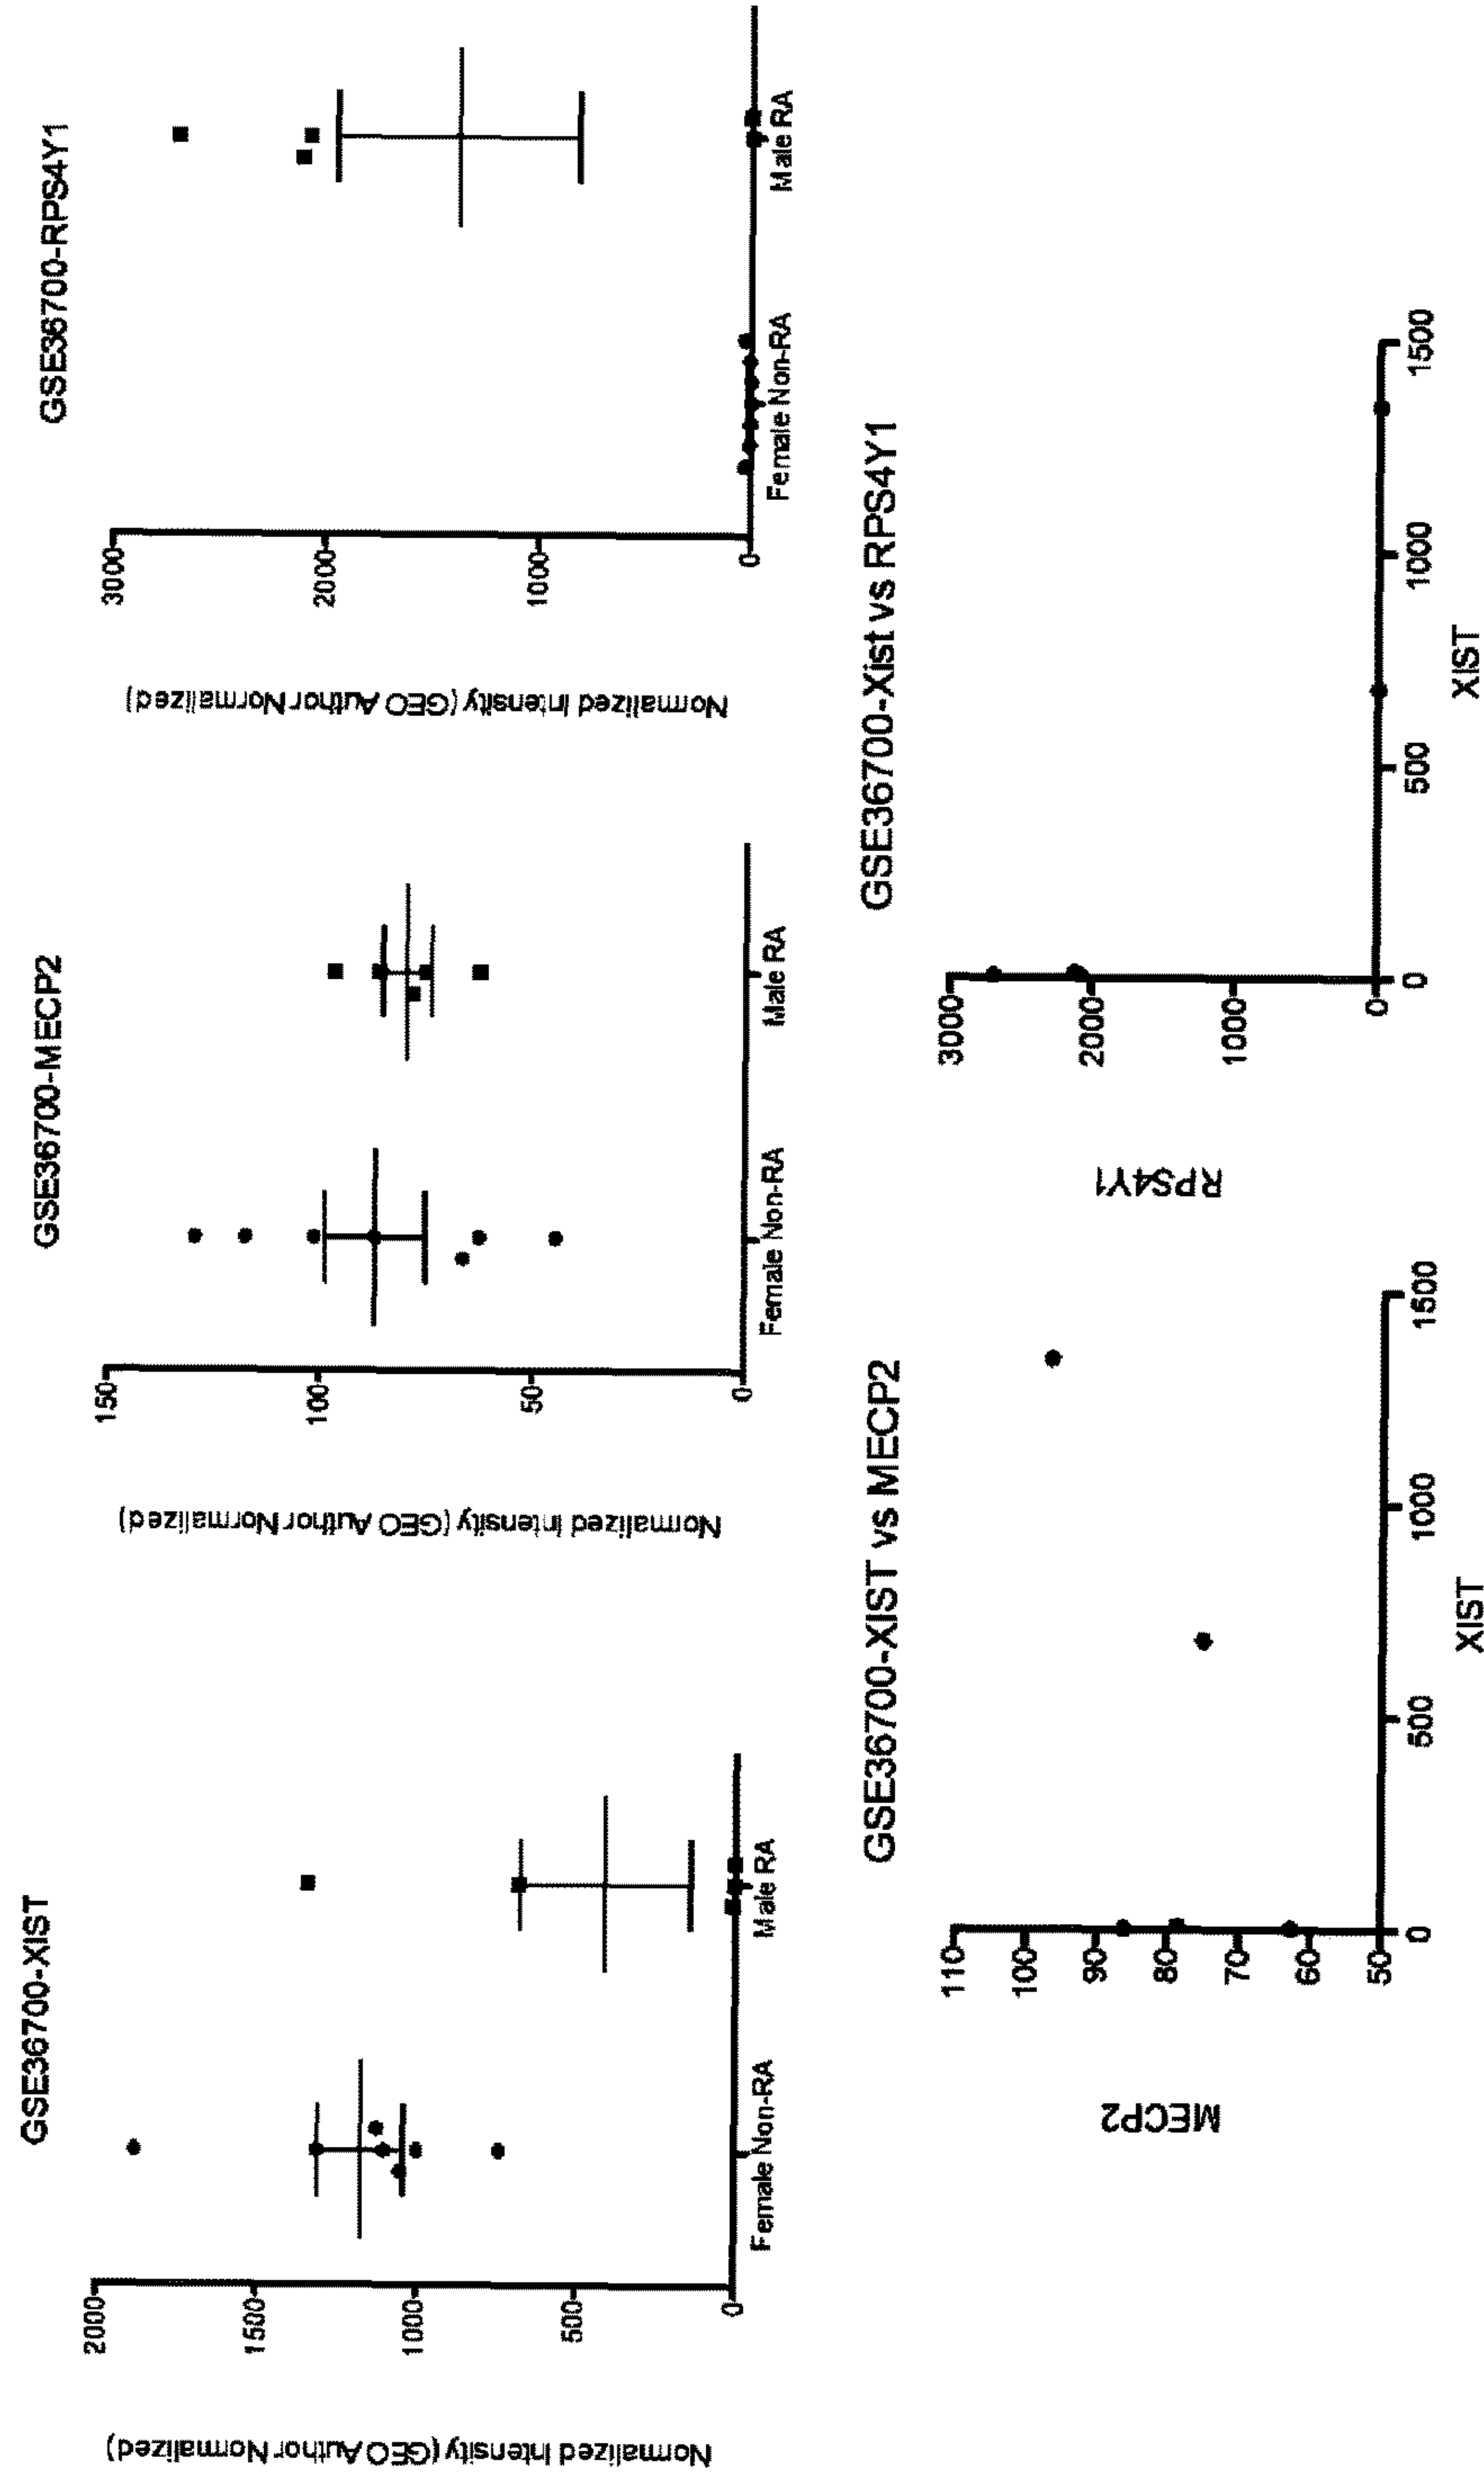 GSE36700-XIST
Normalized Intensity (GEO Author Normalized)
2000
1500
1000
500
0
Female Non-RA
Male RA
GSE36700-MECP2
Normalized Intensity (GEO Author Normalized)
150
100
50
0
Female Non-RA
Male RA
GSE36700-RPS4Y1
Normalized Intensity (GEO Author Normalized)
3000
2000
1000
0
Female Non-RA
Male RA
GSE36700-XIST vs MECP2
MECP2
110
100
90
80
70
60
50
0
500
1000
1500
XIST
GSE36700-Xist vs RPS4Y1
RPS4Y1
3000
2000
1000
0
0
500
1000
1500
XIST